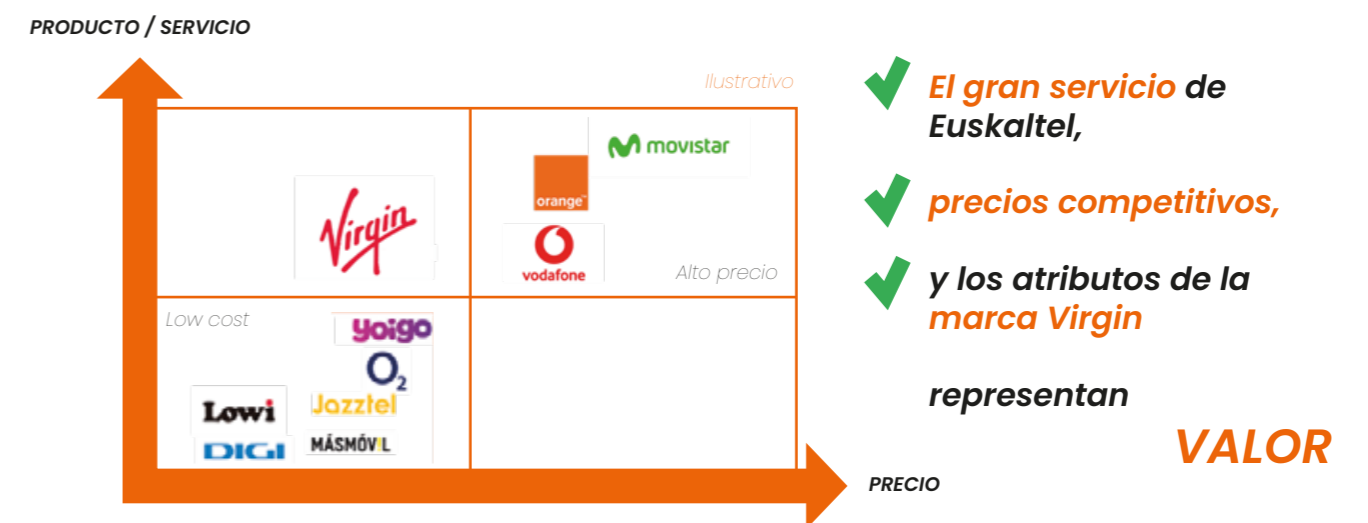 PRODUCTO / SERVICIO
Ilustrativo
movistar
orange™
Virgin
vodafone
Alto precio
Low cost
yoigo
O2
Lowi
Jazztel
DIGI
MÁSMÓVIL
PRECIO
El gran servicio de
Euskaltel,
precios competitivos,
y los atributos de la
marca Virgin
representan
VALOR